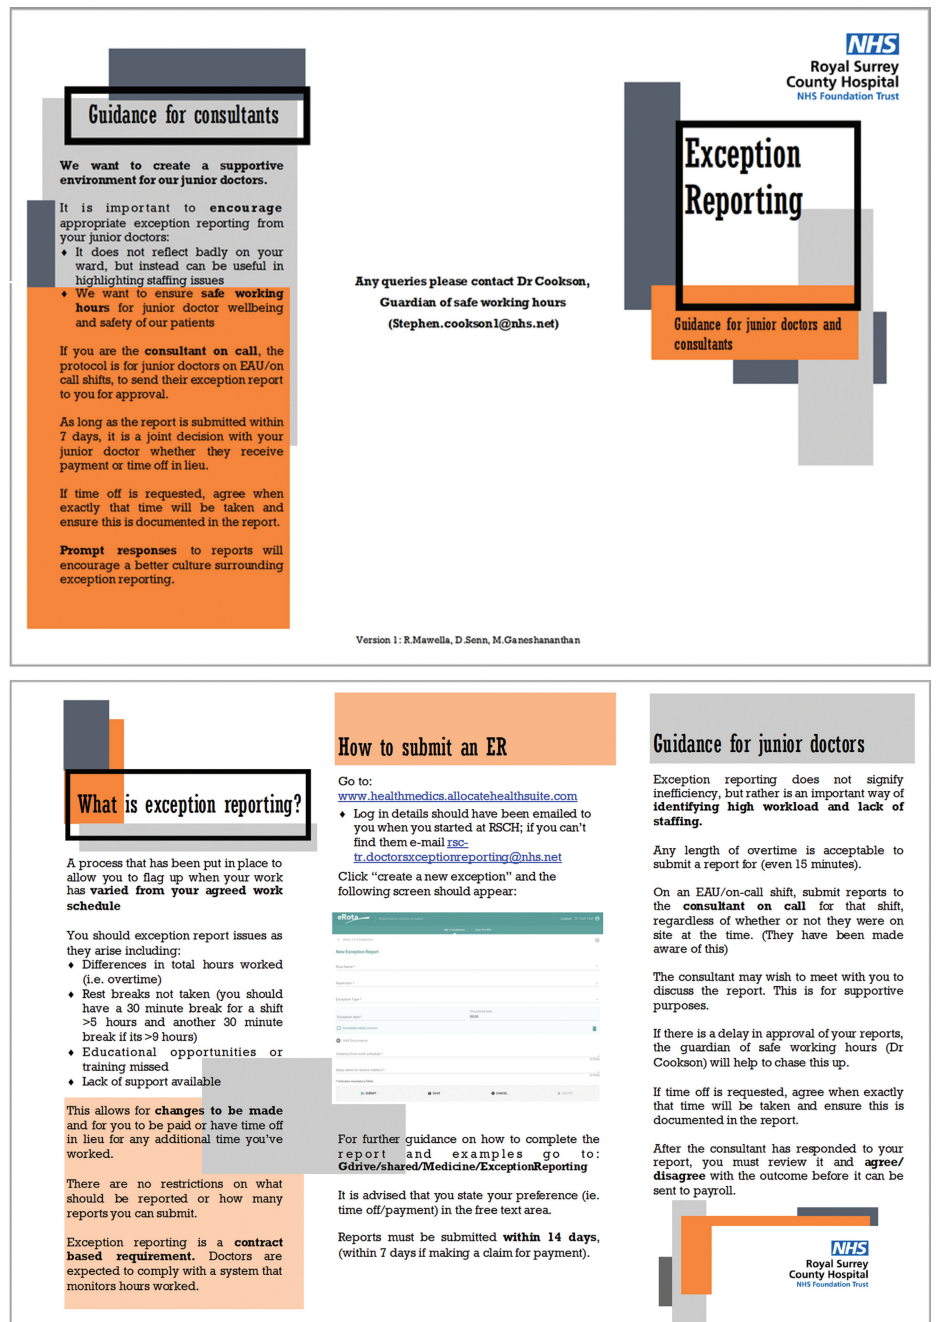 Guidance for consultants
We want to create a supportive
environment for our junior doctors.
It is important to encourage
appropriate exception reporting from
your junior doctors:
♦ It does not reflect badly on your
ward, but instead can be useful in
highlighting staffing issues
♦ We want to ensure safe working
hours for junior doctor wellbeing
and safety of our patients
If you are the consultant on call, the
protocol is for junior doctors on EAU/on
call shifts, to send their exception report
to you for approval.
As long as the report is submitted within
7 days, it is a joint decision with your
junior doctor whether they receive
payment or time off in lieu.
If time off is requested, agree when
exactly that time will be taken and
ensure this is documented in the report.
Prompt responses to reports will
encourage a better culture surrounding
exception reporting.
Any queries please contact Dr Cookson,
Guardian of safe working hours
(Stephen.cookson1@nhs.net)
Version 1: R.Mawella, D.Senn, M.Ganeshananthan
NHS
Royal Surrey
County Hospital
NHS Foundation Trust
Exception
Reporting
Guidance for junior doctors and
consultants
What is exception reporting?
A process that has been put in place to
allow you to flag up when your work
has varied from your agreed work
schedule
You should exception report issues as
they arise including:
♦ Differences in total hours worked
(i.e. overtime)
♦ Rest breaks not taken (you should
have a 30 minute break for a shift
>5 hours and another 30 minute
break if its >9 hours)
♦ Educational opportunities or
training missed
♦ Lack of support available
This allows for changes to be made
and for you to be paid or have time off
in lieu for any additional time you've
worked.
There are no restrictions on what
should be reported or how many
reports you can submit.
Exception reporting is a contract
based requirement. Doctors are
expected to comply with a system that
monitors hours worked.
How to submit an ER
Go to:
www.healthmedics.allocatehealthsuite.com
♦ Log in details should have been emailed to
you when you started at RSCH; if you can't
find them e-mail rsc-
tr.doctorsxceptionreporting@nhs.net
Click "create a new exception" and the
following screen should appear:
eRota
New Exception Report
Exception Type *
Exception date*
00:00
SUBMIT
SAVE
CANCEL
For further guidance on how to complete the
report and examples go to:
Gdrive/shared/Medicine/ExceptionReporting
It is advised that you state your preference (ie.
time off/payment) in the free text area.
Reports must be submitted within 14 days,
(within 7 days if making a claim for payment).
Guidance for junior doctors
Exception reporting does not signify
inefficiency, but rather is an important way of
identifying high workload and lack of
staffing.
Any length of overtime is acceptable to
submit a report for (even 15 minutes).
On an EAU/on-call shift, submit reports to
the consultant on call for that shift,
regardless of whether or not they were on
site at the time. (They have been made
aware of this)
The consultant may wish to meet with you to
discuss the report. This is for supportive
purposes.
If there is a delay in approval of your reports,
the guardian of safe working hours (Dr
Cookson) will help to chase this up.
If time off is requested, agree when exactly
that time will be taken and ensure this is
documented in the report.
After the consultant has responded to your
report, you must review it and agree/
disagree with the outcome before it can be
sent to payroll.
NHS
Royal Surrey
County Hospital
NHS Foundation Trust